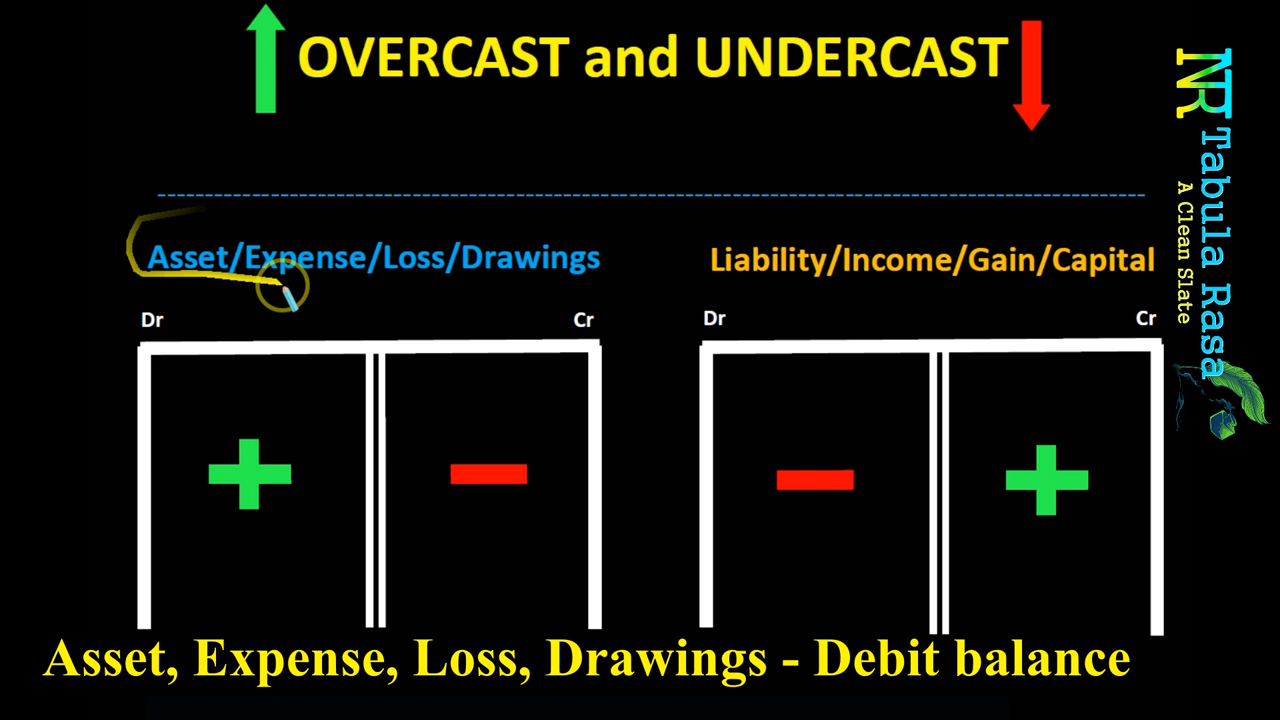 OVERCAST and UNDERCAST
Asset/Expense/Loss/Drawings
Liability/Income/Gain/Capital
Dr
Cr
Dr
Cr
Asset, Expense, Loss, Drawings - Debit balance
NR Tabula Rasa
A Clean Slate